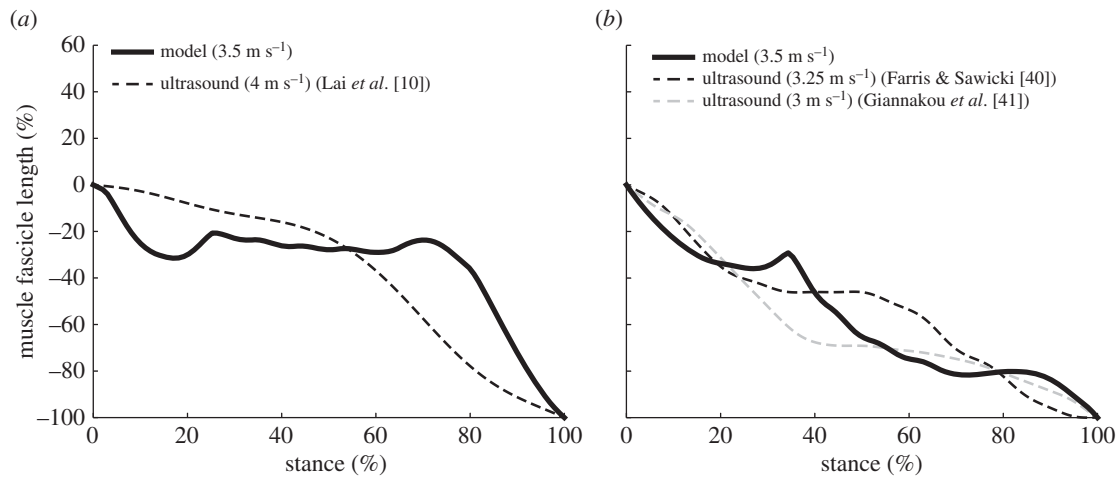 (a)
60
40
20
0
–20
–40
–60
–80
–100
muscle fascicle length (%)
model (3.5 m s–1)
ultrasound (4 m s–1) (Lai et al. [10])
0 20 40 60 80 100
stance (%)
(b)
model (3.5 m s–1)
ultrasound (3.25 m s–1) (Farris & Sawicki [40])
ultrasound (3 m s–1) (Giannakou et al. [41])
0 20 40 60 80 100
stance (%)